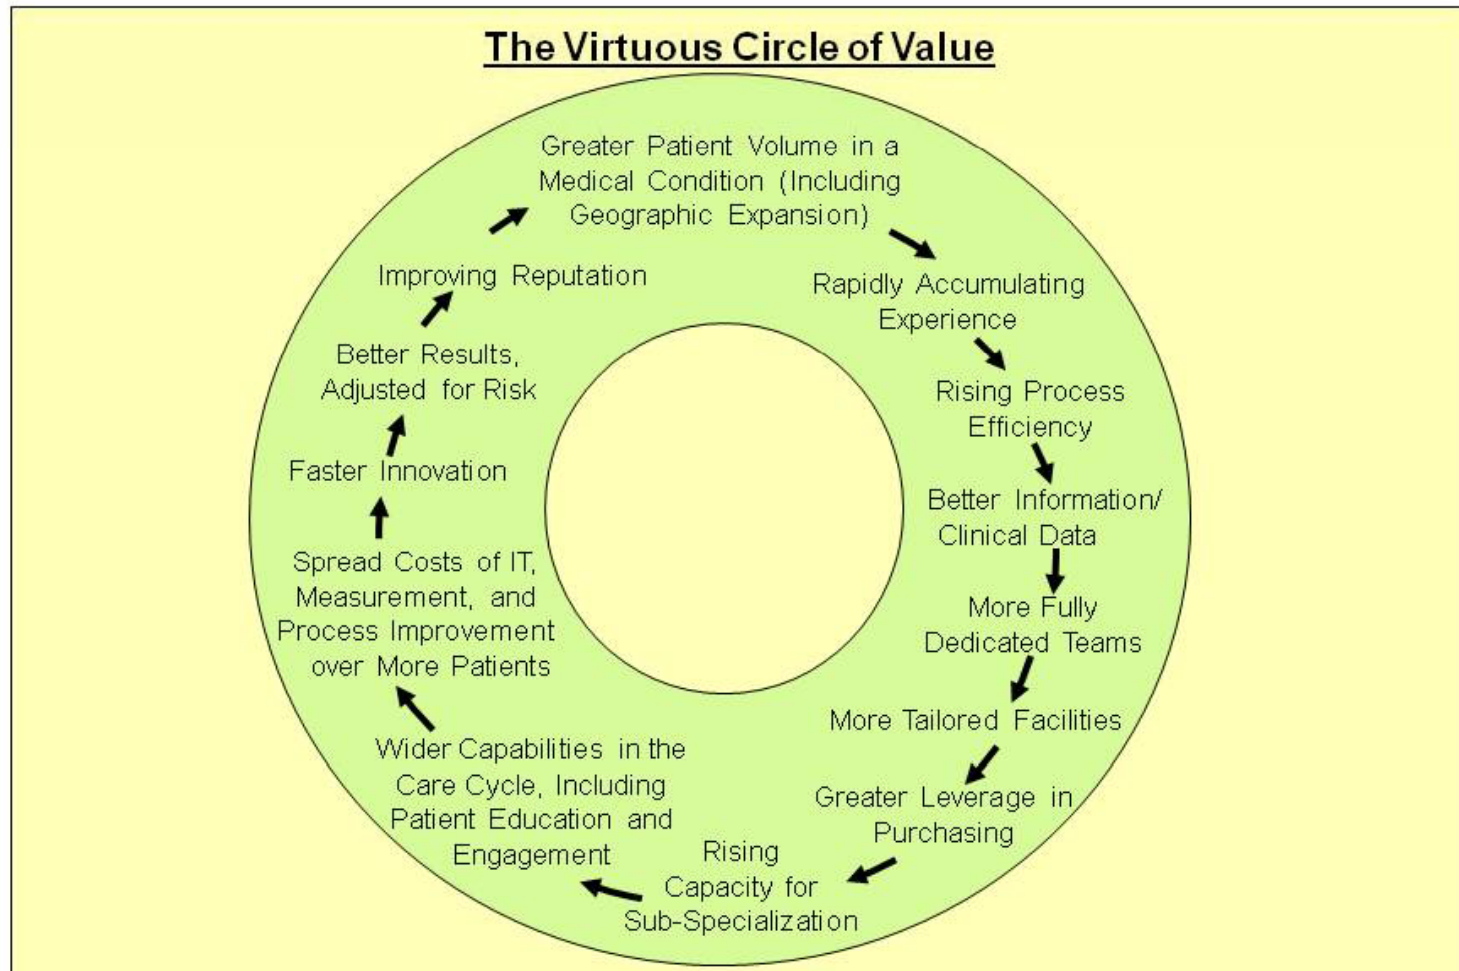 The Virtuous Circle of Value
Greater Patient Volume in a
Medical Condition (Including
Geographic Expansion)
Rapidly Accumulating
Experience
Rising Process
Efficiency
Better Information/
Clinical Data
More Fully
Dedicated Teams
More Tailored Facilities
Greater Leverage in
Purchasing
Rising
Capacity for
Sub-Specialization
Wider Capabilities in the
Care Cycle, Including
Patient Education and
Engagement
Spread Costs of IT,
Measurement, and
Process Improvement
over More Patients
Faster Innovation
Better Results,
Adjusted for Risk
Improving Reputation